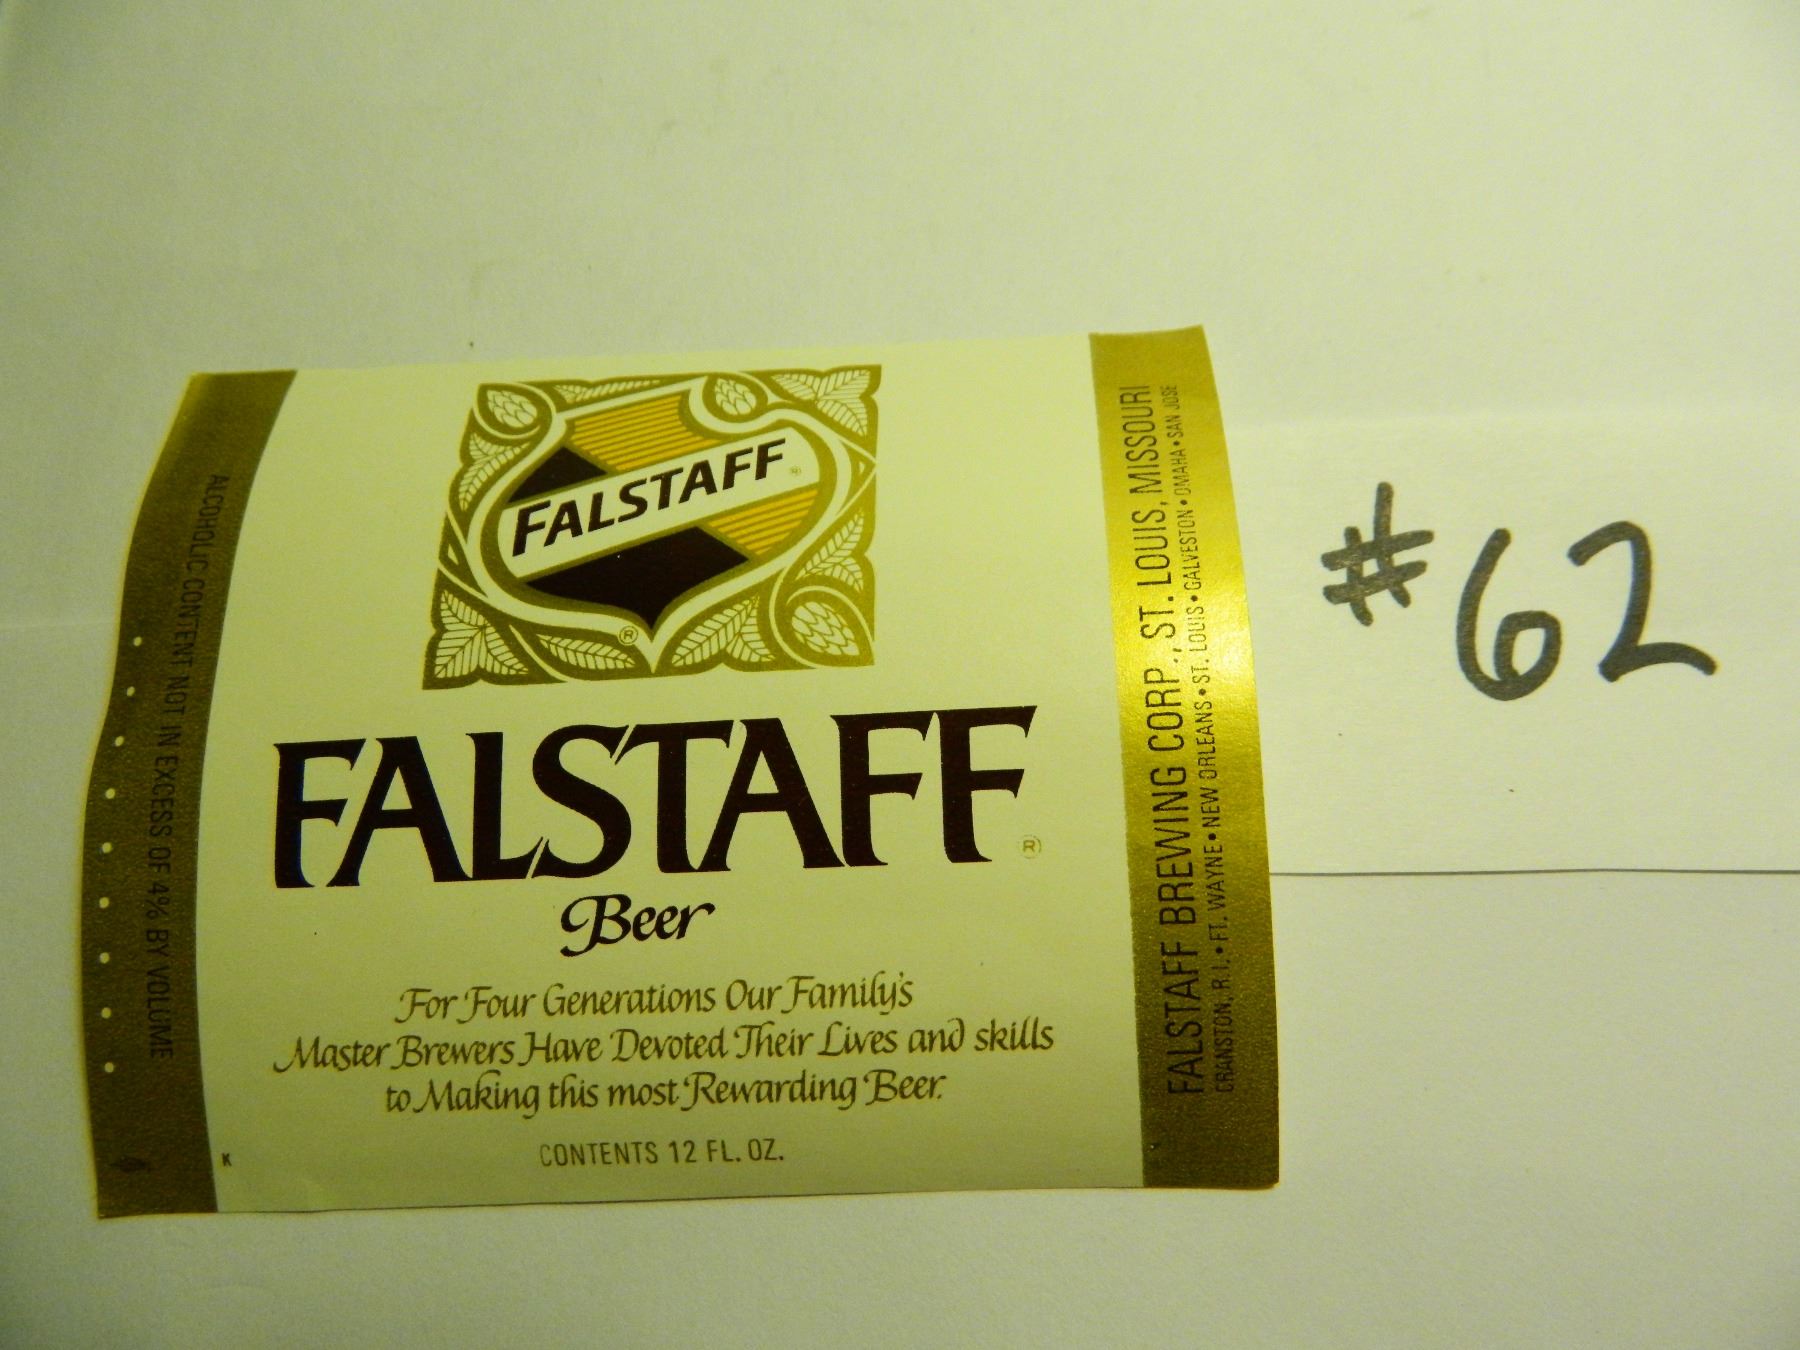 ALCOHOLIC CONTENT NOT IN EXCESS OF 4% BY VOLUME
K
FALSTAFF ®
®
FALSTAFF ®
Beer
For Four Generations Our Family's
Master Brewers Have Devoted Their Lives and skills
to Making this most Rewarding Beer.
CONTENTS 12 FL. OZ.
FALSTAFF BREWING CORP., ST. LOUIS, MISSOURI
CRANSTON, R.I. • FT. WAYNE • NEW ORLEANS • ST. LOUIS • GALVESTON • OMAHA • SAN JOSE
#62